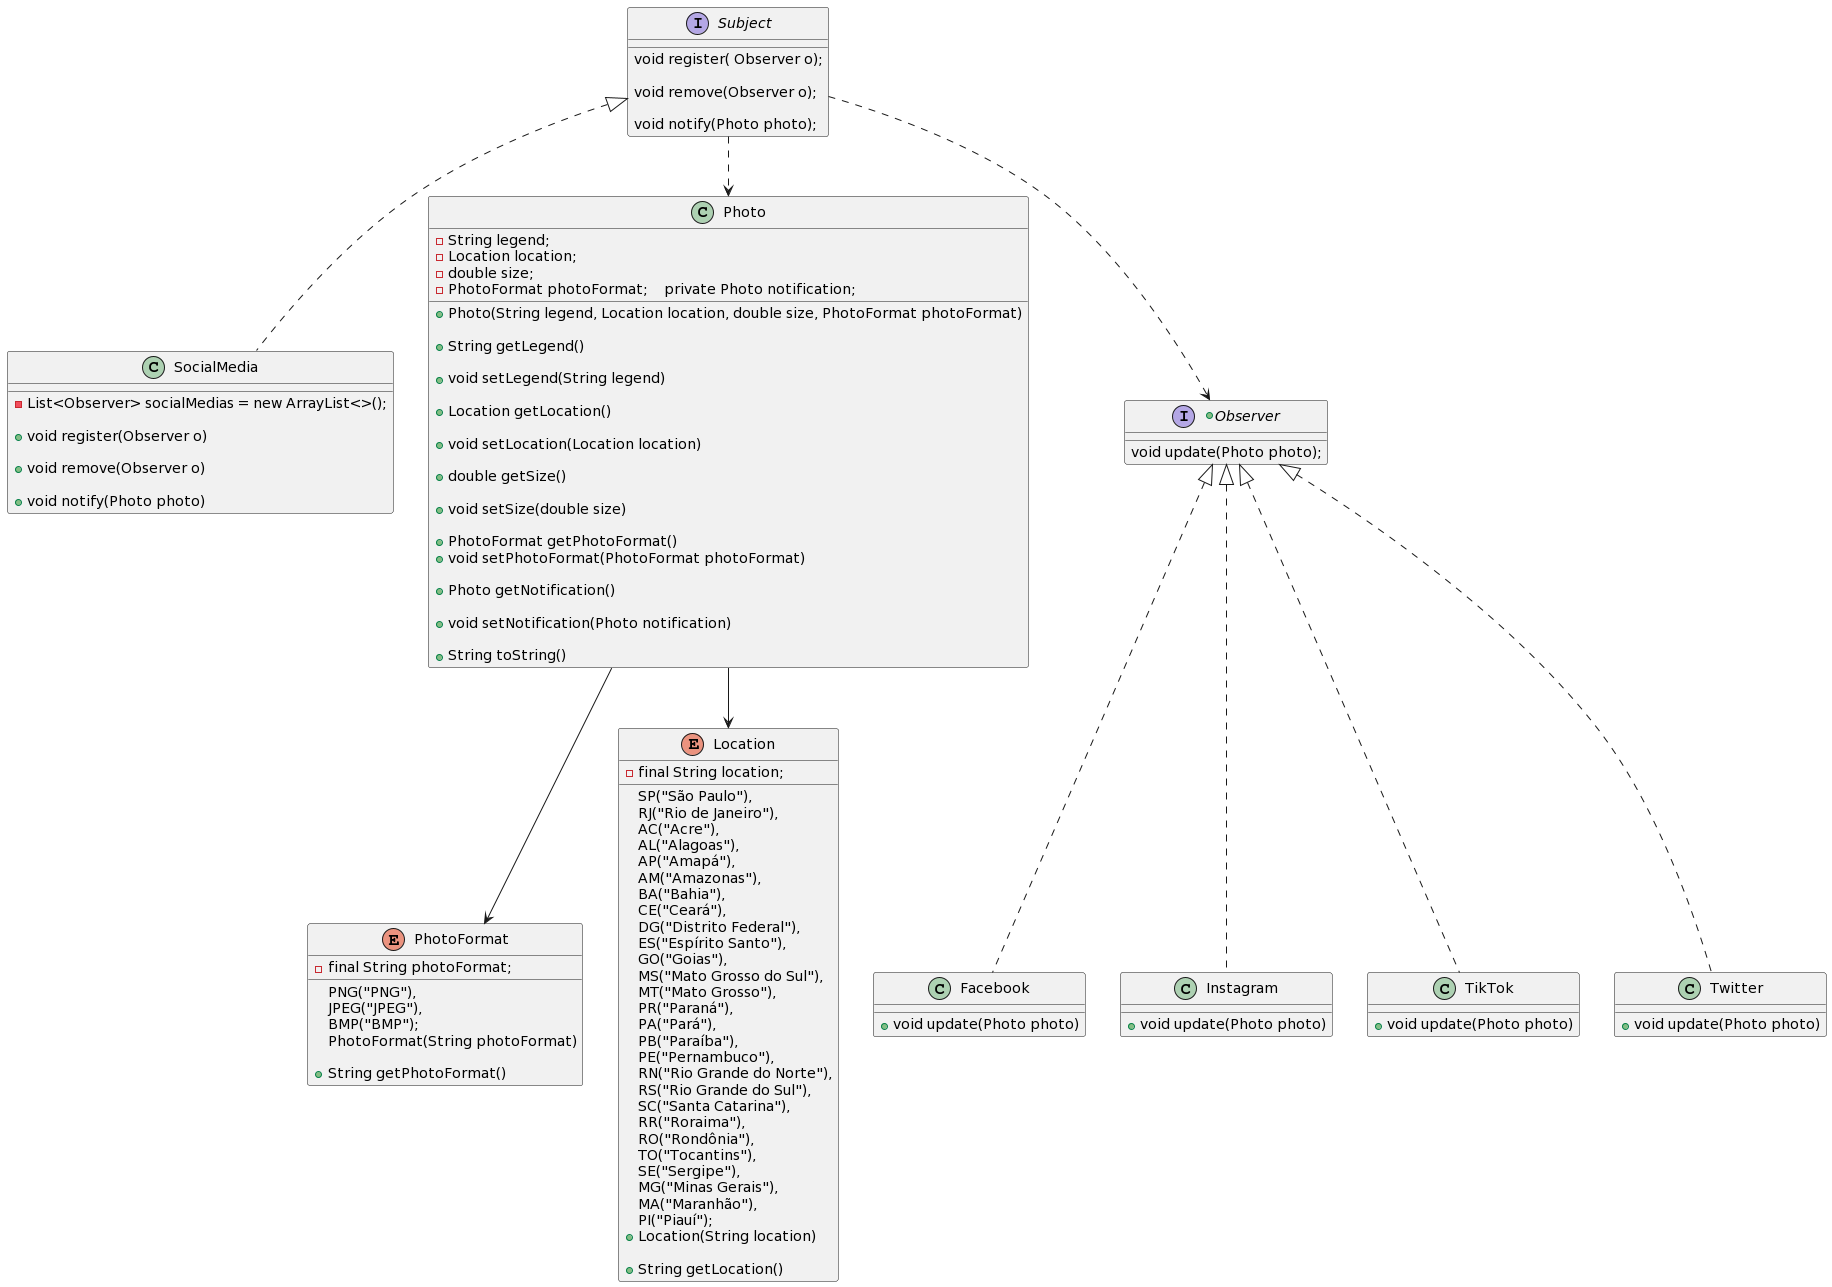 I Subject
void register( Observer o);
void remove(Observer o);
void notify(Photo photo);
C Photo
String legend;
Location location;
double size;
PhotoFormat photoFormat;    private Photo notification;
Photo(String legend, Location location, double size, PhotoFormat photoFormat)
String getLegend()
void setLegend(String legend)
Location getLocation()
void setLocation(Location location)
double getSize()
void setSize(double size)
PhotoFormat getPhotoFormat()
void setPhotoFormat(PhotoFormat photoFormat)
Photo getNotification()
void setNotification(Photo notification)
String toString()
C SocialMedia
List<Observer> socialMedias = new ArrayList<>();
void register(Observer o)
void remove(Observer o)
void notify(Photo photo)
I Observer
void update(Photo photo);
E Location
final String location;
SP("São Paulo"),
RJ("Rio de Janeiro"),
AC("Acre"),
AL("Alagoas"),
AP("Amapá"),
AM("Amazonas"),
BA("Bahia"),
CE("Ceará"),
DG("Distrito Federal"),
ES("Espírito Santo"),
GO("Goias"),
MS("Mato Grosso do Sul"),
MT("Mato Grosso"),
PR("Paraná"),
PA("Pará"),
PB("Paraíba"),
PE("Pernambuco"),
RN("Rio Grande do Norte"),
RS("Rio Grande do Sul"),
SC("Santa Catarina"),
RR("Roraima"),
RO("Rondônia"),
TO("Tocantins"),
SE("Sergipe"),
MG("Minas Gerais"),
MA("Maranhão"),
PI("Piauí");
Location(String location)
String getLocation()
E PhotoFormat
final String photoFormat;
PNG("PNG"),
JPEG("JPEG"),
BMP("BMP");
PhotoFormat(String photoFormat)
String getPhotoFormat()
C Facebook
void update(Photo photo)
C Instagram
void update(Photo photo)
C TikTok
void update(Photo photo)
C Twitter
void update(Photo photo)